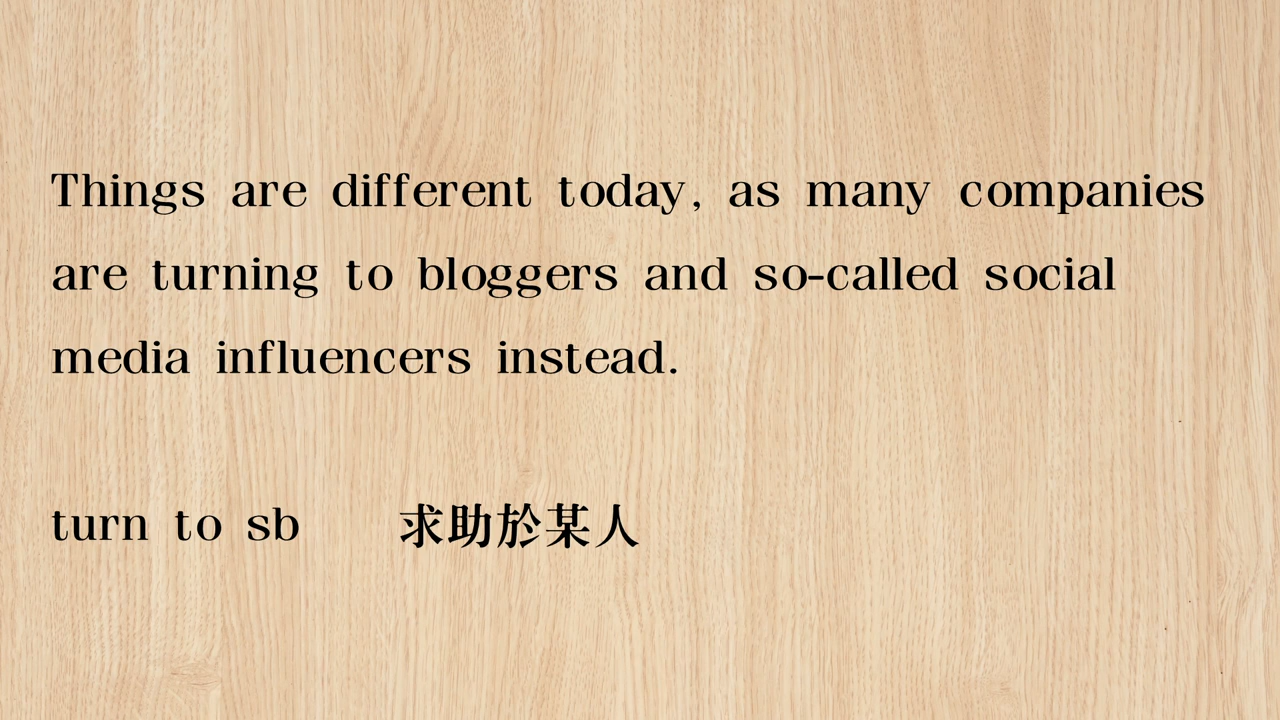 Things are different today, as many companies
are turning to bloggers and so-called social
media influencers instead.
turn to sb 求助於某人